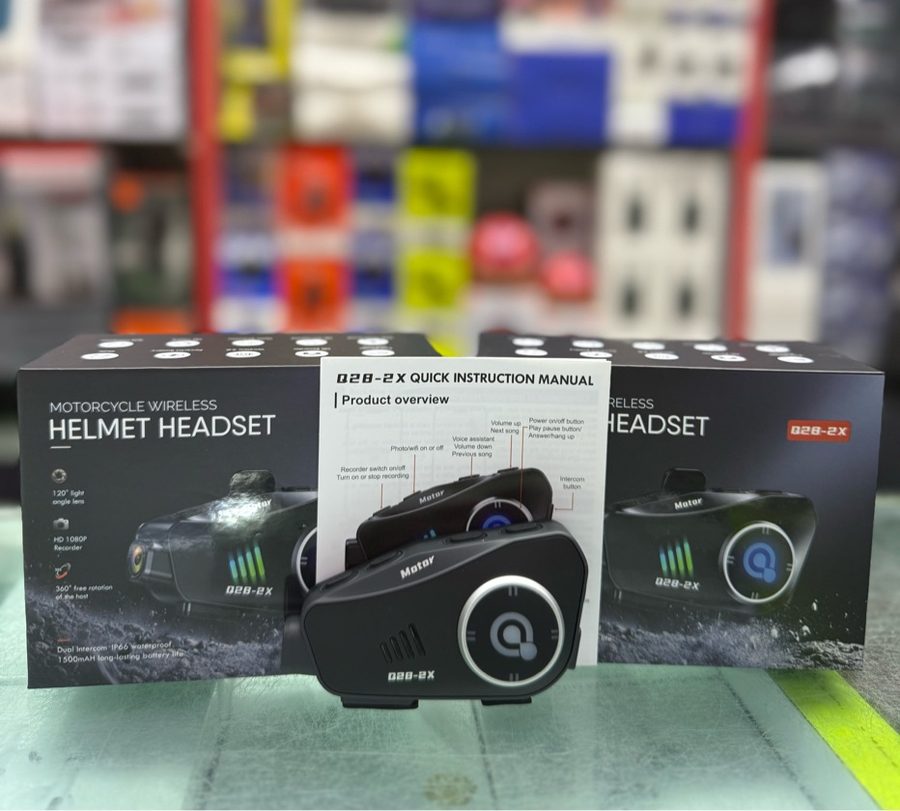 MOTORCYCLE WIRELESS
HELMET HEADSET
120° light
angle lens
HD 1080P
Recorder
360° free rotation
of the host
Motor
Q28-2X
Dual Intercom IP66 waterproof
1500mAH long-lasting battery life
Q28-2X QUICK INSTRUCTION MANUAL
Product overview
Volume up
Next song
Power on/off button
Play pause button/
Answer/hang up
Voice assistant
Volume down
Previous song
Photo/wifi on or off
Recorder switch on/off
Turn on or stop recording
Intercom
button
Motor
Motor
Q28-2X
RELESS
HEADSET
Q28-2X
Motor
Q28-2X